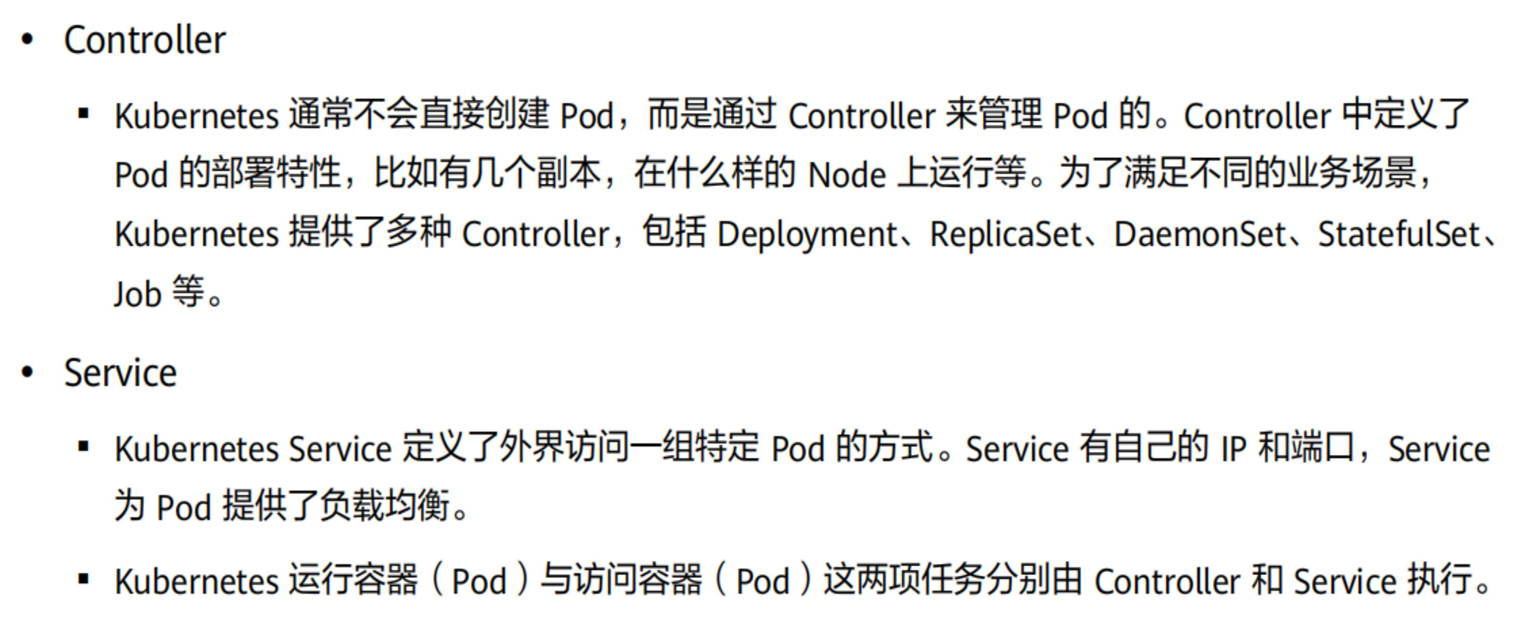 • Controller
▪ Kubernetes 通常不会直接创建 Pod，而是通过 Controller 来管理 Pod 的。Controller 中定义了
Pod 的部署特性，比如有几个副本，在什么样的 Node 上运行等。为了满足不同的业务场景，
Kubernetes 提供了多种 Controller，包括 Deployment、ReplicaSet、DaemonSet、StatefulSet、
Job 等。
• Service
▪ Kubernetes Service 定义了外界访问一组特定 Pod 的方式。Service 有自己的 IP 和端口，Service
为 Pod 提供了负载均衡。
▪ Kubernetes 运行容器（Pod）与访问容器（Pod）这两项任务分别由 Controller 和 Service 执行。